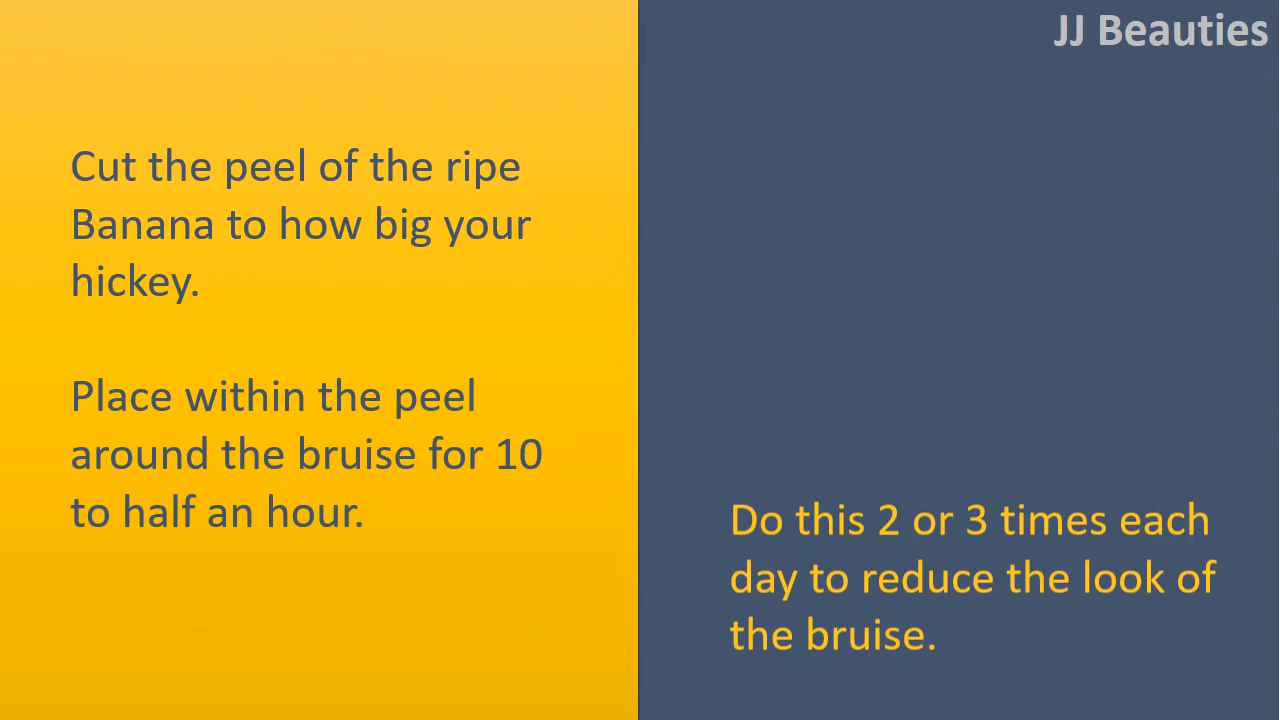 JJ Beauties
Cut the peel of the ripe
Banana to how big your
hickey.
Place within the peel
around the bruise for 10
to half an hour.
Do this 2 or 3 times each
day to reduce the look of
the bruise.